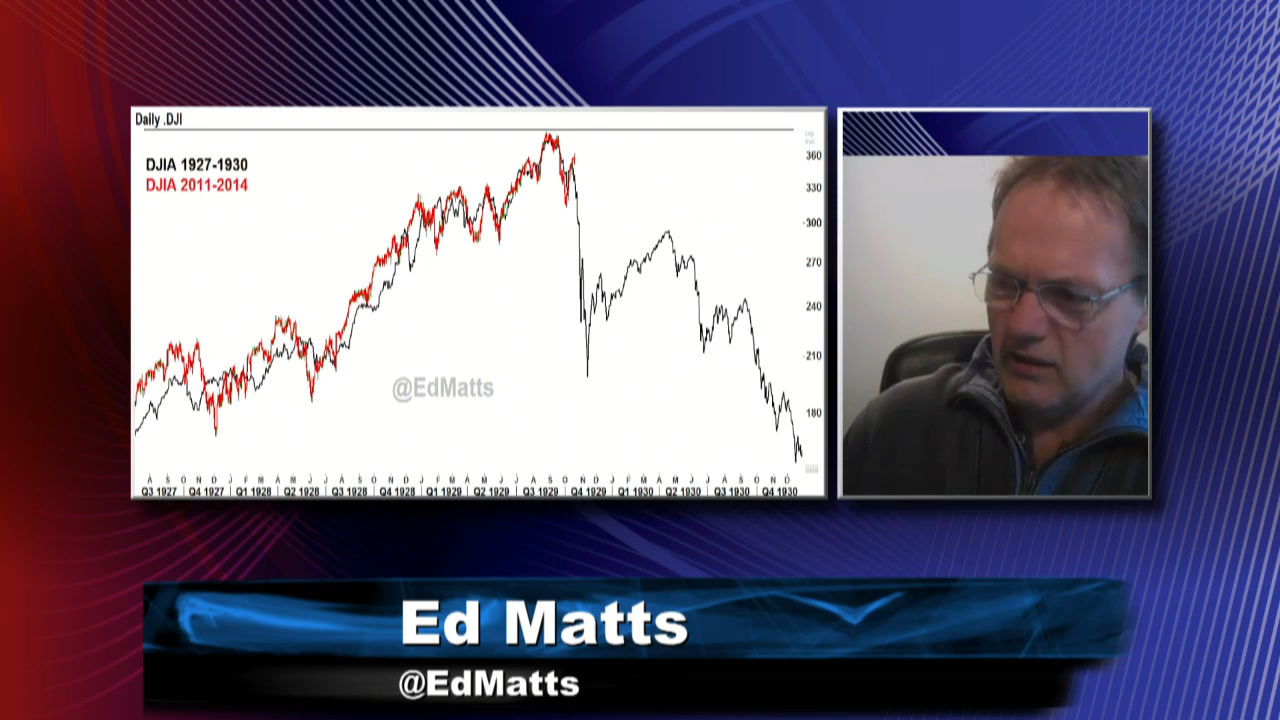 Daily .DJI
DJIA 1927-1930
DJIA 2011-2014
360
330
300
270
240
210
180
@EdMatts
A S O N D J F M A M J J A S O N D J F M A M J J A S O N D J F M A M J J A S O N D
Q3 1927 Q4 1927 Q1 1928 Q2 1928 Q3 1928 Q4 1928 Q1 1929 Q2 1929 Q3 1929 Q4 1929 Q1 1930 Q2 1930 Q3 1930 Q4 1930
Ed Matts
@EdMatts